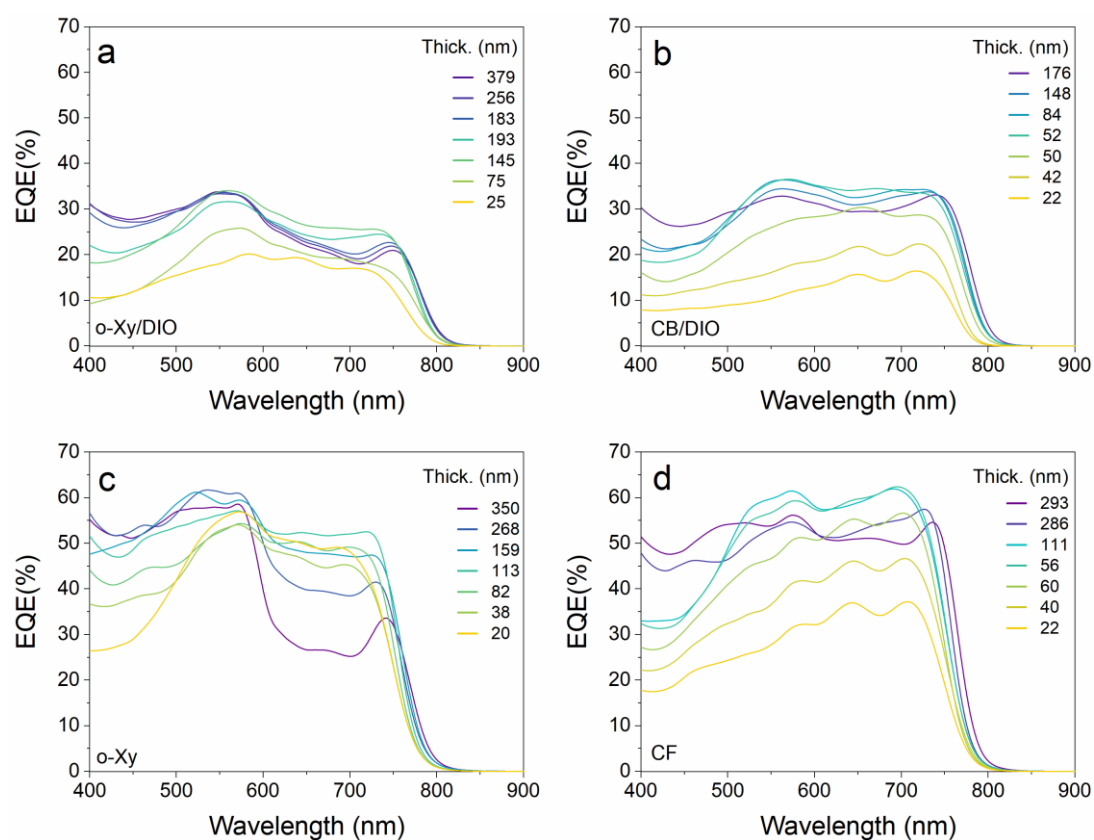 a
Thick. (nm)
379
256
183
193
145
75
25
o-Xy/DIO
EQE(%)
70
60
50
40
30
20
10
0
400 500 600 700 800 900
Wavelength (nm)
b
Thick. (nm)
176
148
84
52
50
42
22
CB/DIO
EQE(%)
70
60
50
40
30
20
10
0
400 500 600 700 800 900
Wavelength (nm)
c
Thick. (nm)
350
268
159
113
82
38
20
o-Xy
EQE(%)
70
60
50
40
30
20
10
0
400 500 600 700 800 900
Wavelength (nm)
d
Thick. (nm)
293
286
111
56
60
40
22
CF
EQE(%)
70
60
50
40
30
20
10
0
400 500 600 700 800 900
Wavelength (nm)